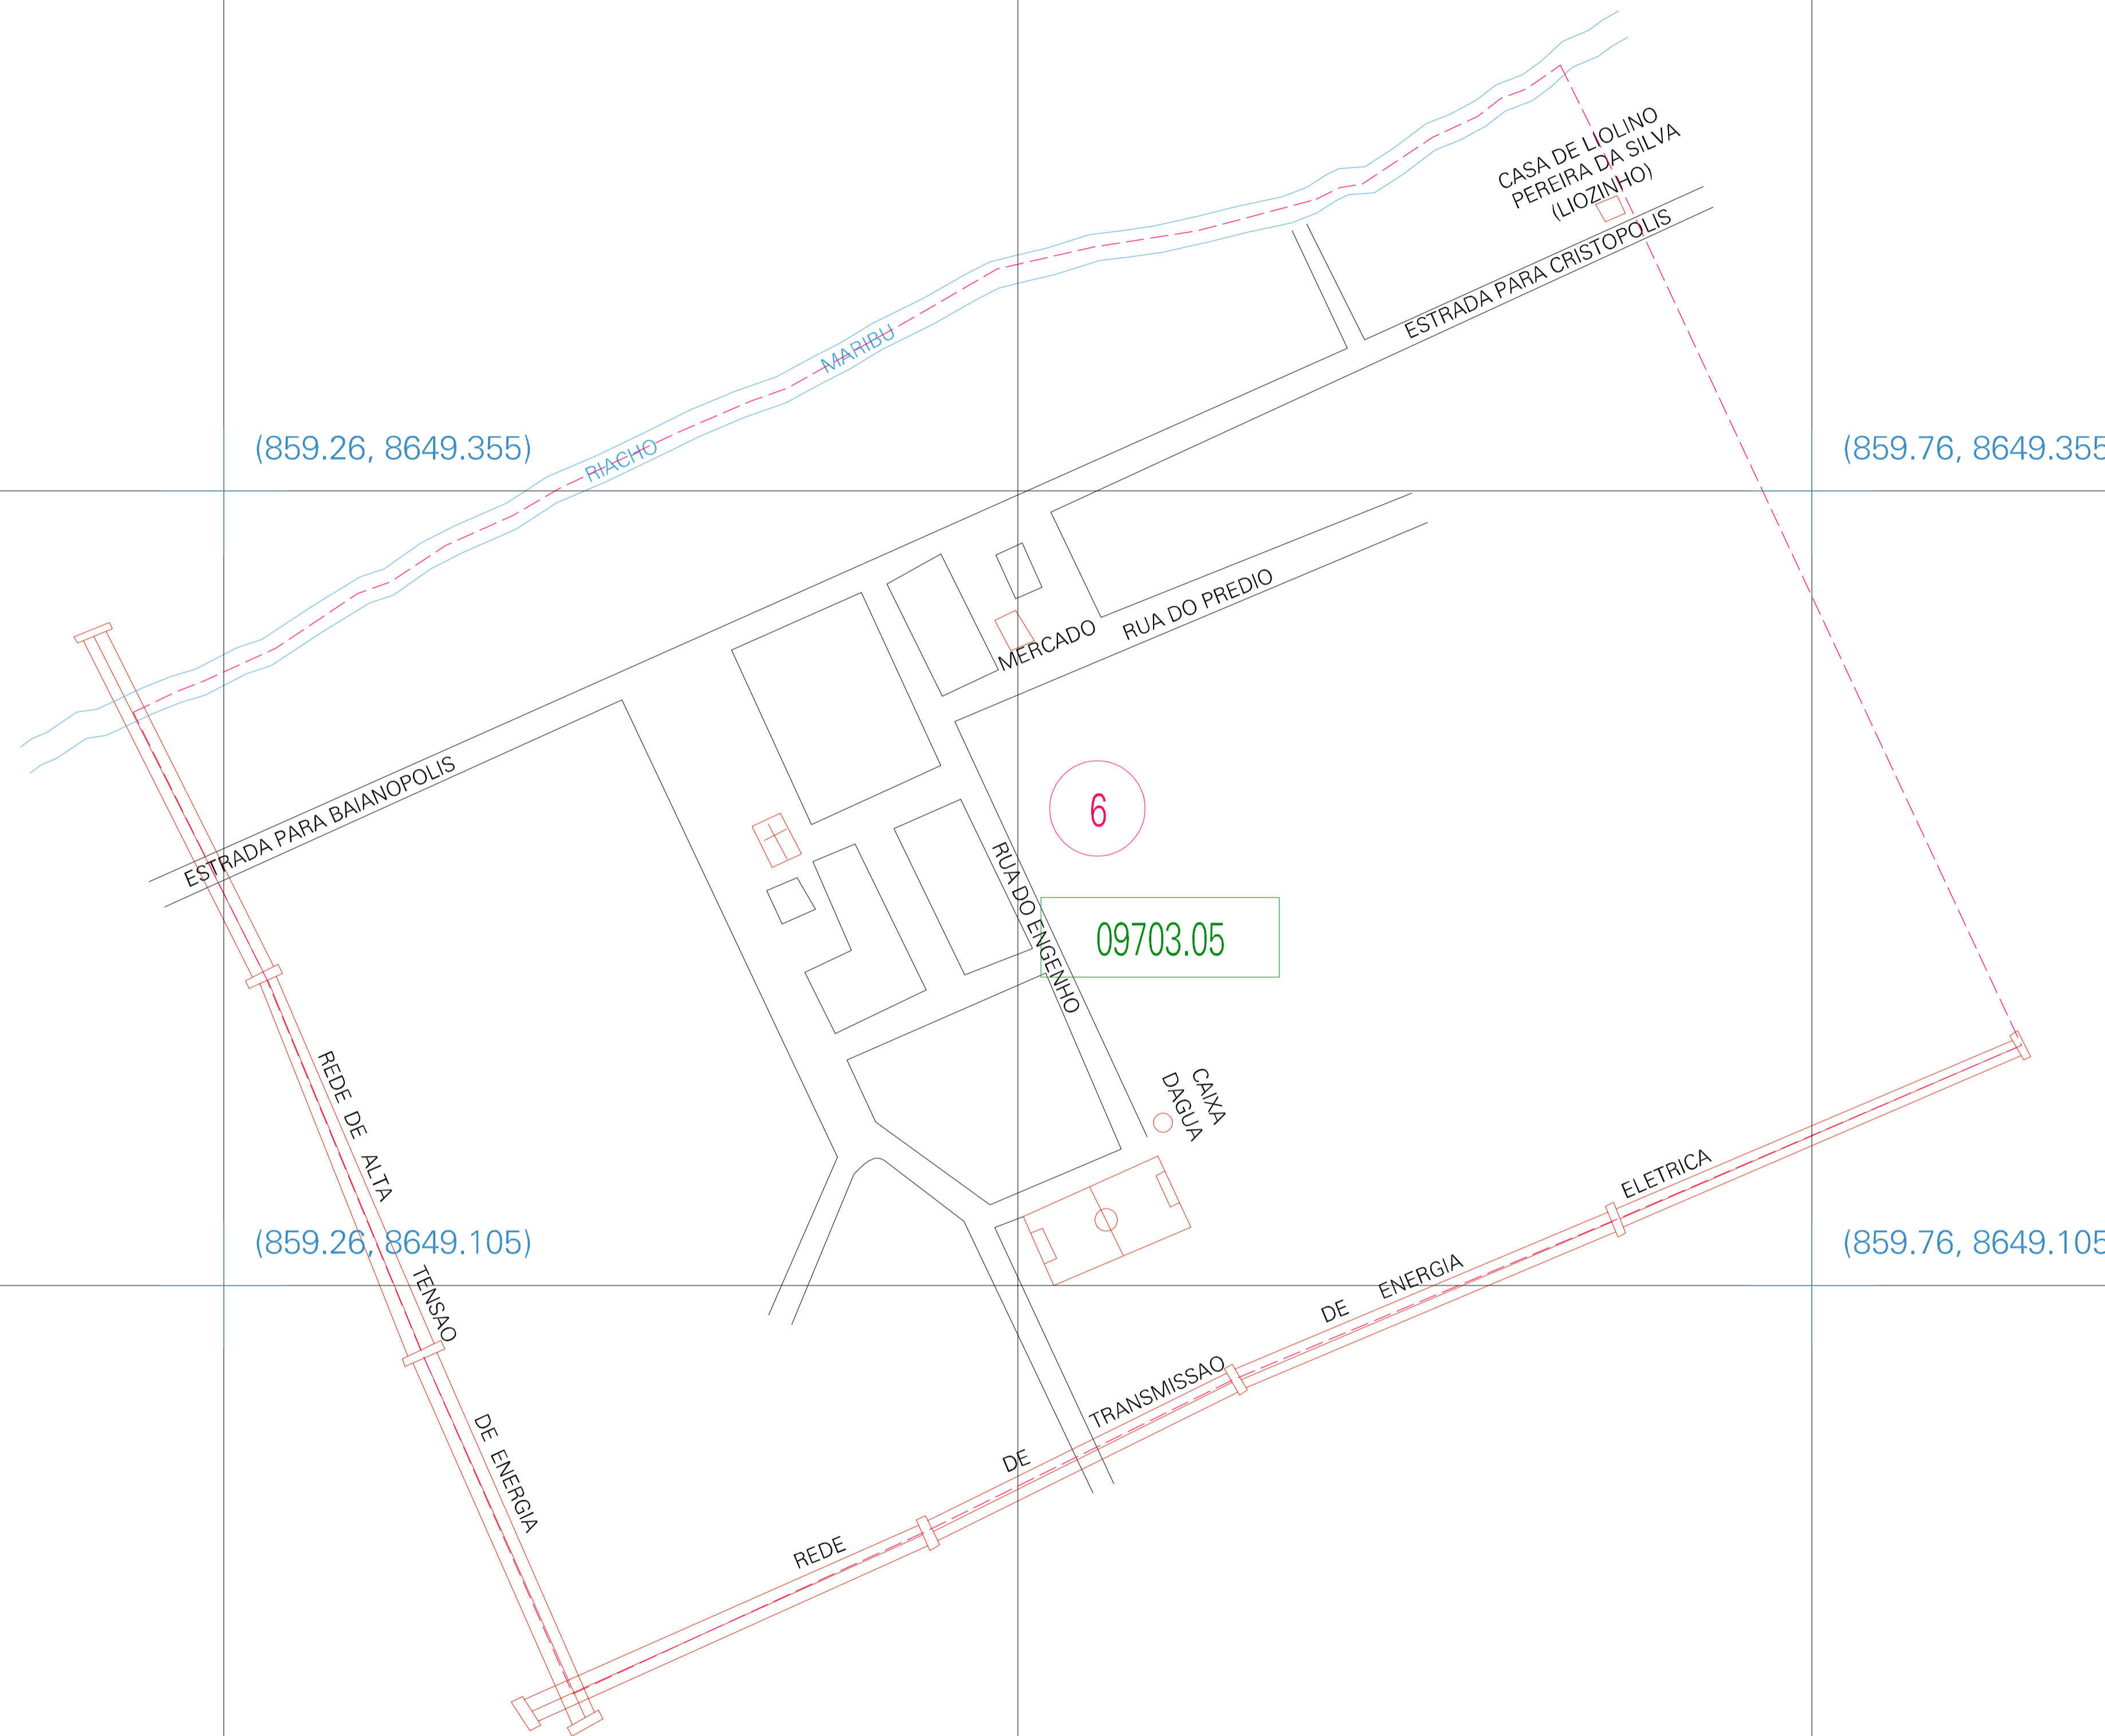 CASA DE LIOLINO
PEREIRA DA SILVA
(LIOZINHO)
ESTRADA PARA CRISTOPOLIS
MARIBU
RIACHO
(859.26, 8649.355)
(859.76, 8649.355
RUA DO PREDIO
MERCADO
ESTRADA PARA BAIANOPOLIS
6
RUA DO ENGENHO
09703.05
CAIXA
DAGUA
REDE DE ALTA TENSAO DE ENERGIA
(859.26, 8649.105)
(859.76, 8649.105
REDE DE TRANSMISSAO DE ENERGIA ELETRICA